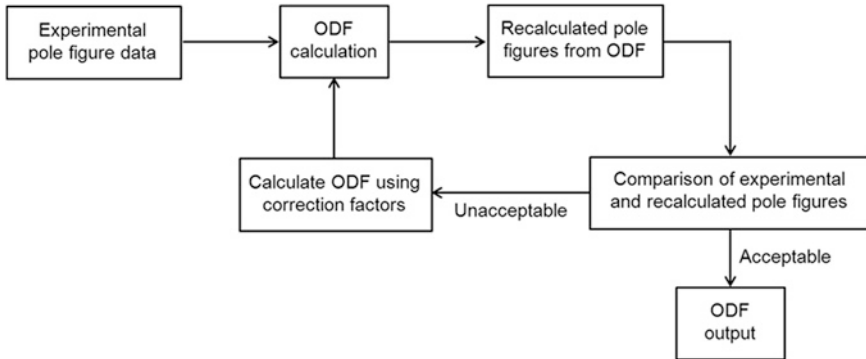 Experimental
pole figure data
ODF
calculation
Recalculated pole
figures from ODF
Calculate ODF using
correction factors
Unacceptable
Comparison of experimental
and recalculated pole figures
Acceptable
ODF
output